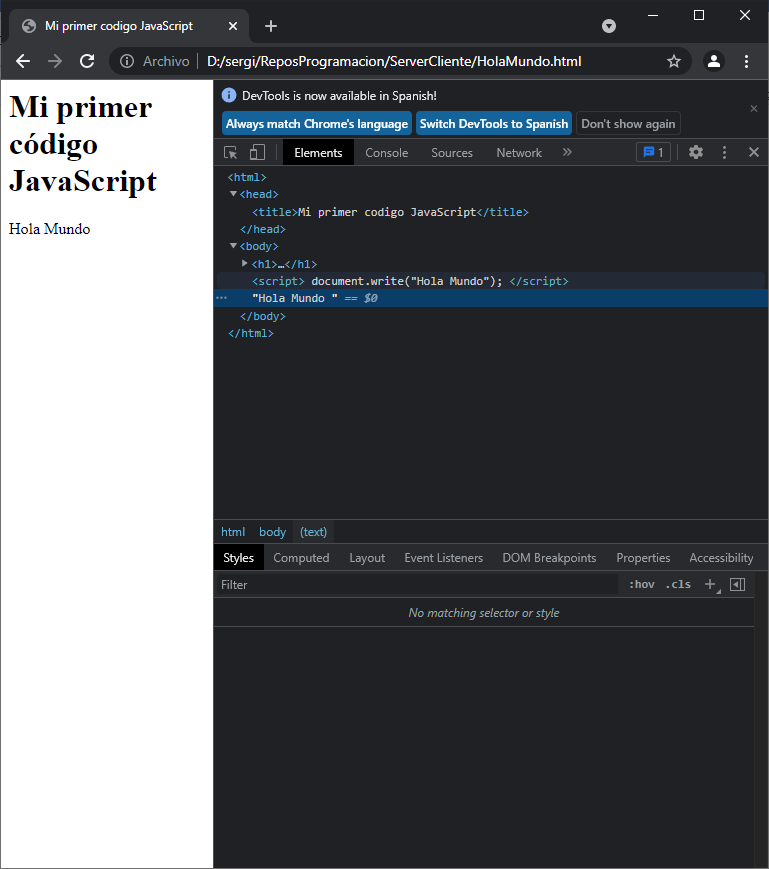 Mi primer codigo JavaScript
Archivo D:/sergi/ReposProgramacion/ServerCliente/HolaMundo.html
Mi primer
código
JavaScript
Hola Mundo
DevTools is now available in Spanish!
Always match Chrome's language Switch DevTools to Spanish Don't show again
Elements Console Sources Network » 1
<html>
<head>
<title>Mi primer codigo JavaScript</title>
</head>
<body>
<h1>…</h1>
<script> document.write("Hola Mundo"); </script>
"Hola Mundo " == $0
</body>
</html>
html body (text)
Styles Computed Layout Event Listeners DOM Breakpoints Properties Accessibility
Filter :hov .cls +
No matching selector or style